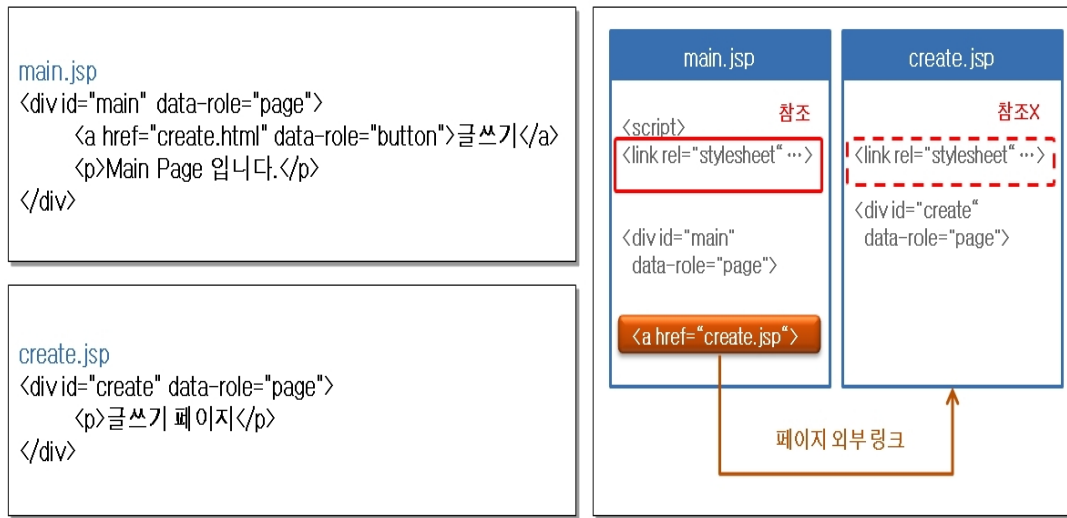 main.jsp
<div id="main" data-role="page">
<a href="create.html" data-role="button">글쓰기</a>
<p>Main Page 입니다.</p>
</div>
create.jsp
<div id="create" data-role="page">
<p>글쓰기 페이지</p>
</div>
main.jsp
참조
<script>
<link rel="stylesheet“ …>
<div id="main"
data-role="page">
<a href=“create.jsp“>
create.jsp
참조X
<link rel="stylesheet“ …>
<div id="create“
data-role="page">
페이지 외부 링크